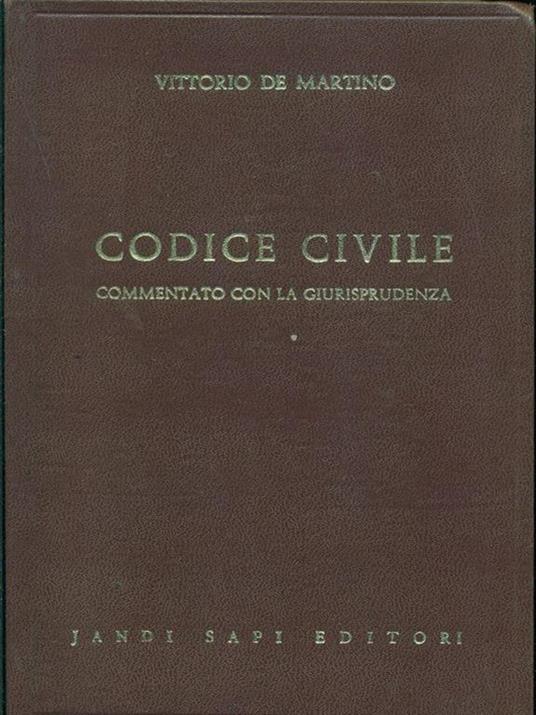 VITTORIO DE MARTINO
CODICE CIVILE
COMMENTATO CON LA GIURISPRUDENZA
JANDI SAPI EDITORI